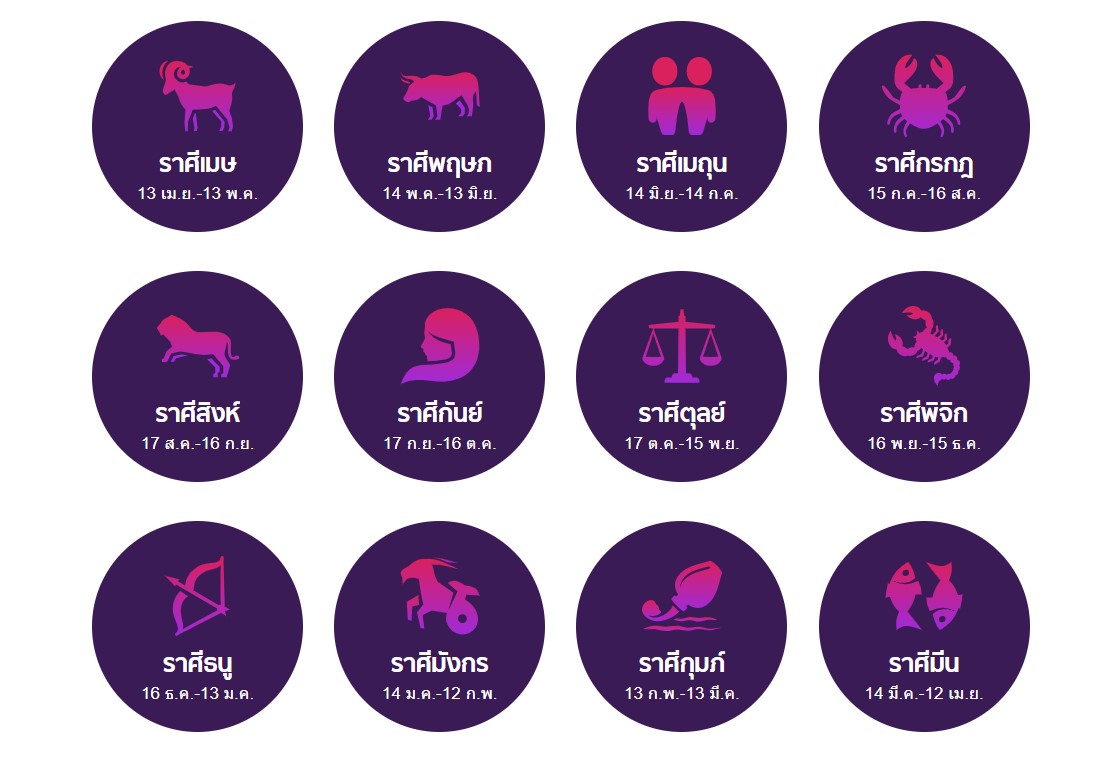 ราศีเมษ
13 เม.ย.-13 พ.ค.
ราศีพฤษภ
14 พ.ค.-13 มิ.ย.
ราศีเมถุน
14 มิ.ย.-14 ก.ค.
ราศีกรกฎ
15 ก.ค.-16 ส.ค.
ราศีสิงห์
17 ส.ค.-16 ก.ย.
ราศีกันย์
17 ก.ย.-16 ต.ค.
ราศีตุลย์
17 ต.ค.-15 พ.ย.
ราศีพิจิก
16 พ.ย.-15 ธ.ค.
ราศีธนู
16 ธ.ค.-13 ม.ค.
ราศีมังกร
14 ม.ค.-12 ก.พ.
ราศีกุมภ์
13 ก.พ.-13 มี.ค.
ราศีมีน
14 มี.ค.-12 เม.ย.